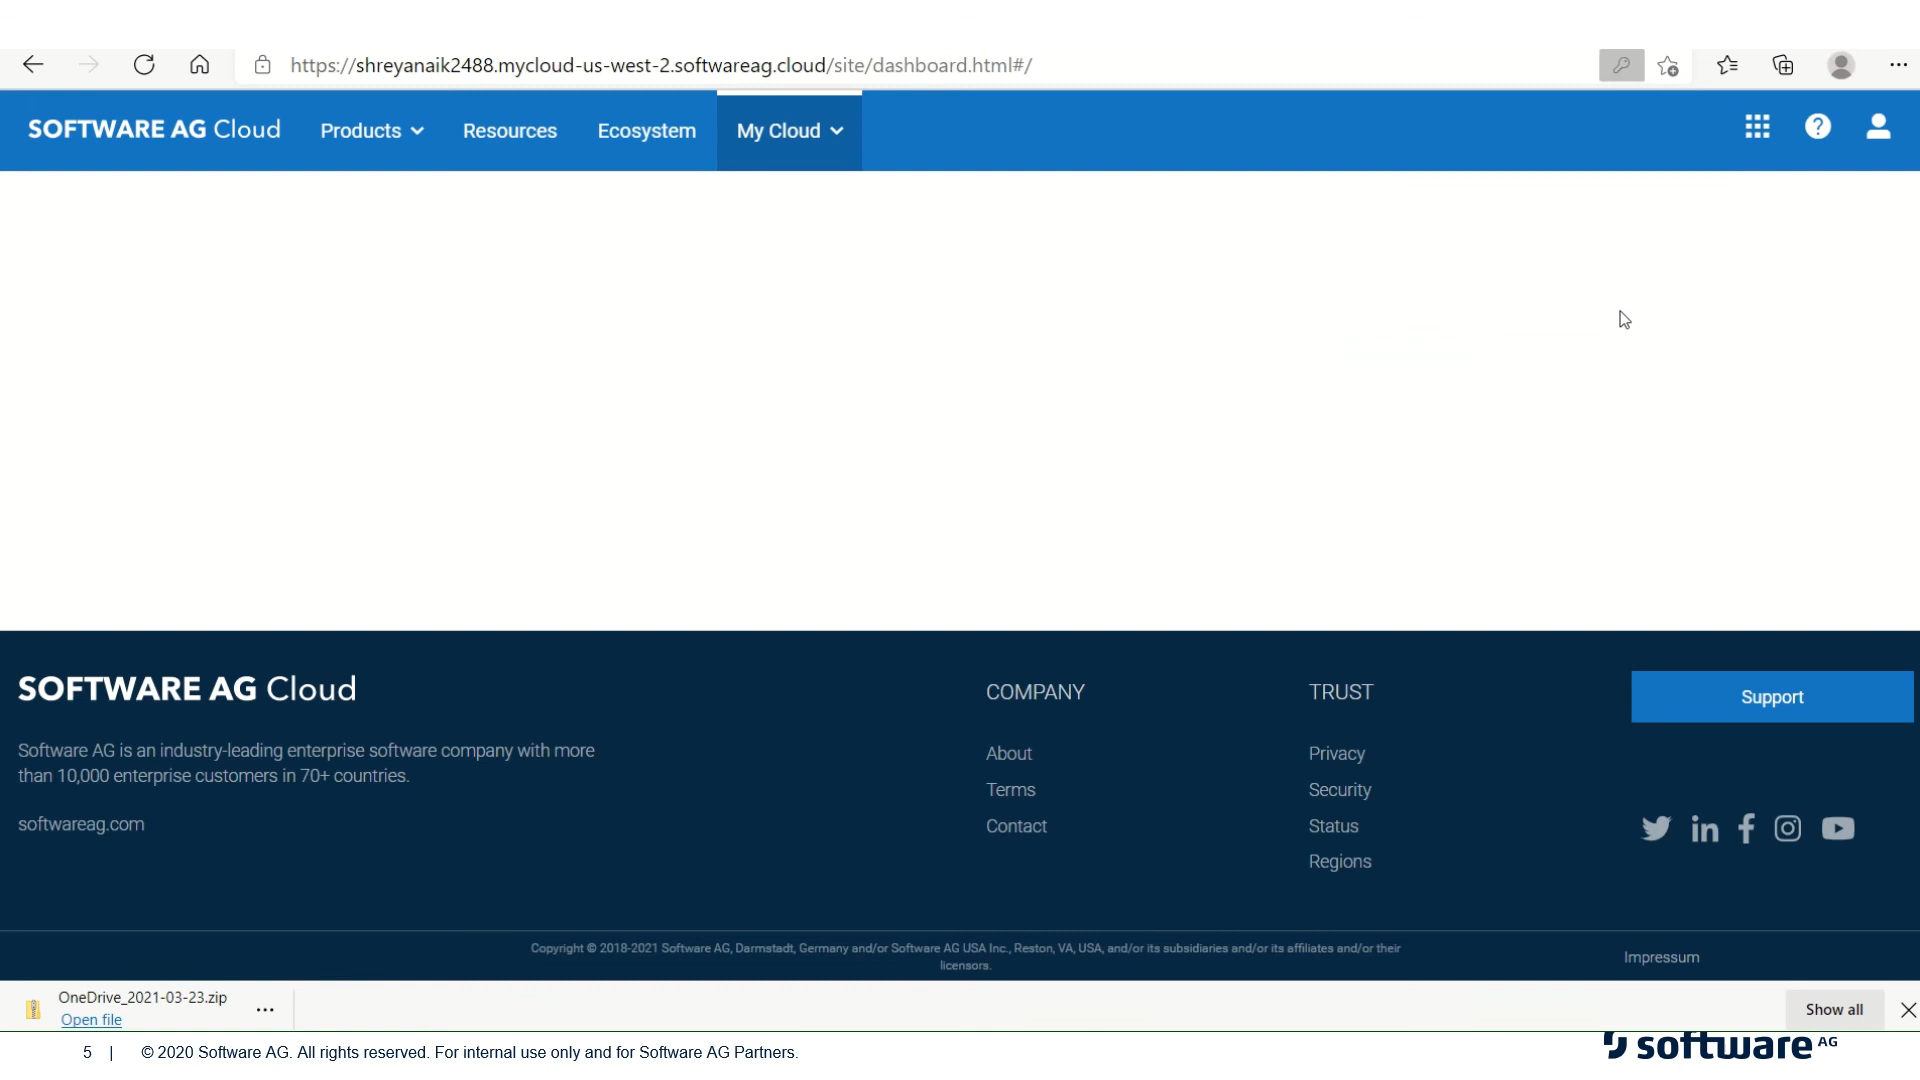 https://shreyanaik2488.mycloud-us-west-2.softwareag.cloud/site/dashboard.html#/
SOFTWARE AG Cloud Products Resources Ecosystem My Cloud
SOFTWARE AG Cloud
Software AG is an industry-leading enterprise software company with more
than 10,000 enterprise customers in 70+ countries.
softwareag.com
COMPANY
About
Terms
Contact
TRUST
Privacy
Security
Status
Regions
Support
Copyright © 2018-2021 Software AG, Darmstadt, Germany and/or Software AG USA Inc., Reston, VA, USA, and/or its subsidiaries and/or its affiliates and/or their
licensors.
Impressum
OneDrive_2021-03-23.zip
Open file
Show all
5 | © 2020 Software AG. All rights reserved. For internal use only and for Software AG Partners.
software AG